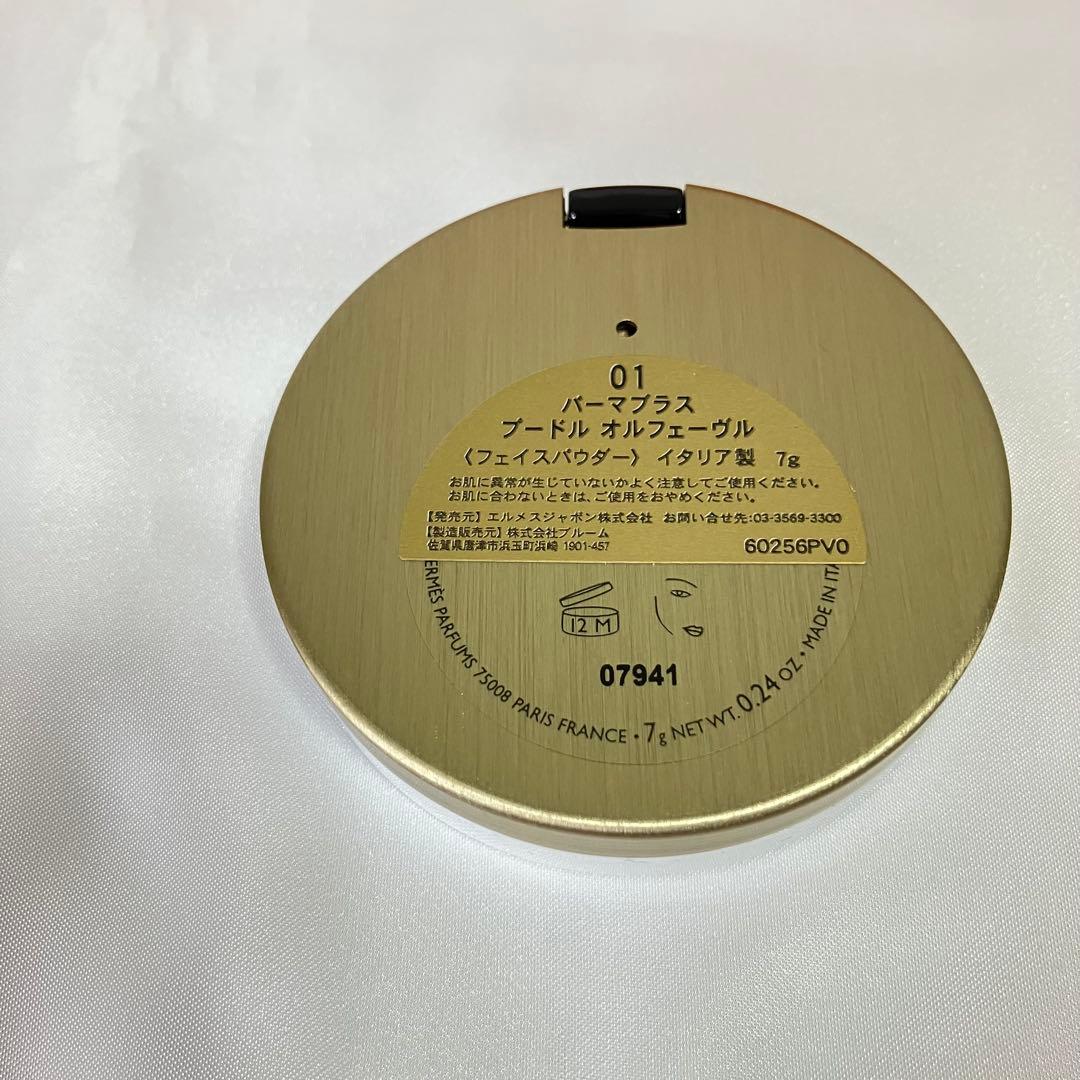 01
パーマブラス
プードル オルフェーヴル
〈フェイスパウダー〉 イタリア製 7g
お肌に異常が生じていないかよく注意してご使用ください。
お肌に合わないときは、ご使用をおやめください。
【発売元】エルメスジャポン株式会社 お問い合せ先:03-3569-3300
【製造販売元】株式会社ブルーム
佐賀県唐津市浜玉町浜崎 1901-457
60256PV0
12 M
07941
ERMÈS PARFUMS 75008 PARIS FRANCE • 7g NET WT. 0.24 OZ • MADE IN ITA